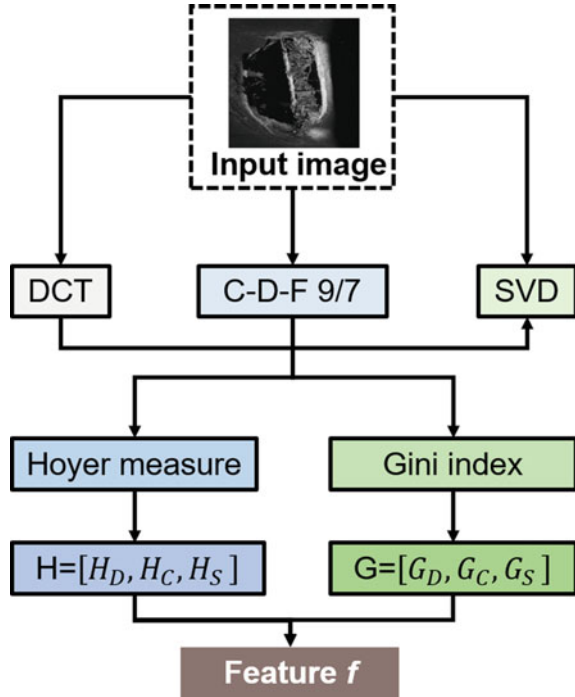 Input image
DCT
C-D-F 9/7
SVD
Hoyer measure
Gini index
H=[H_D, H_C, H_S]
G=[G_D, G_C, G_S]
Feature f